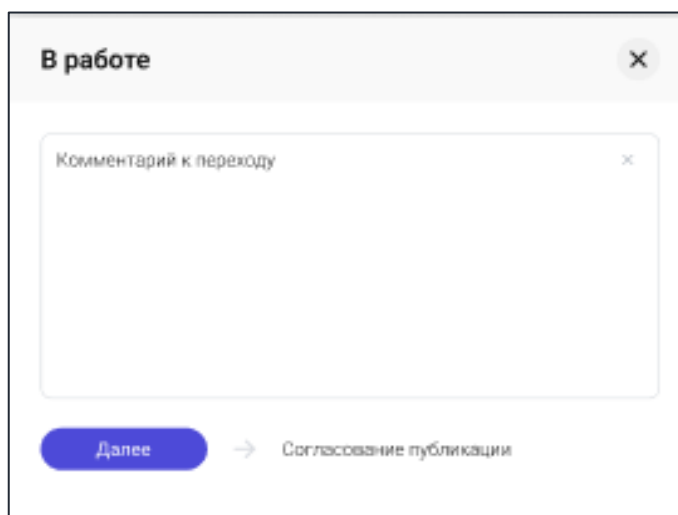 В работе
Комментарий к переходу
Далее → Согласование публикации